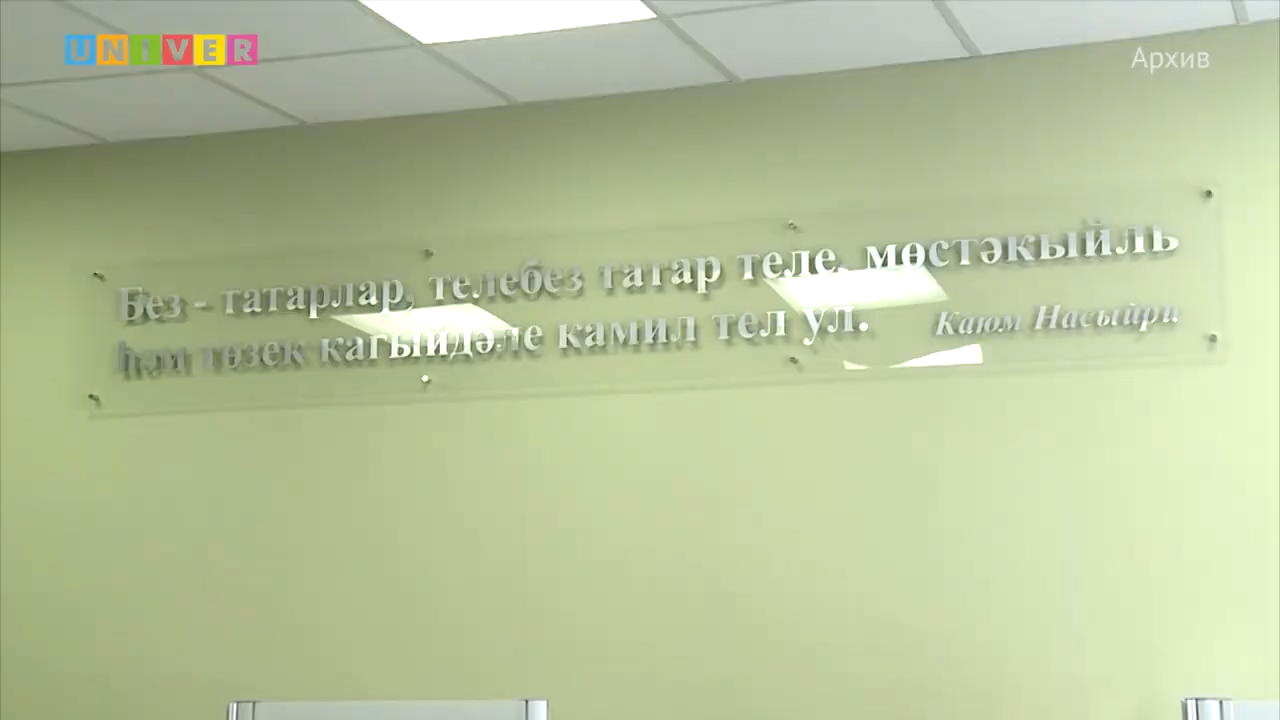 UNIVER
Архив
Без - татарлар, телебез татар теле, мөстәкыйль
һәм төзек кагыйдәле камил тел ул.
Каюм Насыйри